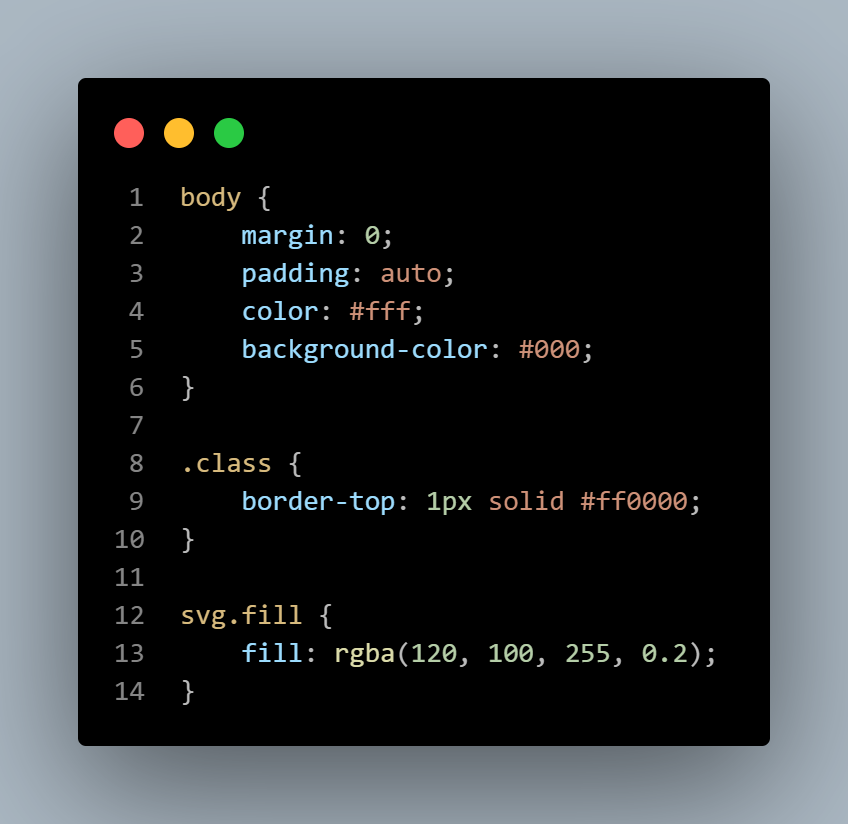 1 body {
2     margin: 0;
3     padding: auto;
4     color: #fff;
5     background-color: #000;
6 }
7
8 .class {
9     border-top: 1px solid #ff0000;
10 }
11
12 svg.fill {
13     fill: rgba(120, 100, 255, 0.2);
14 }